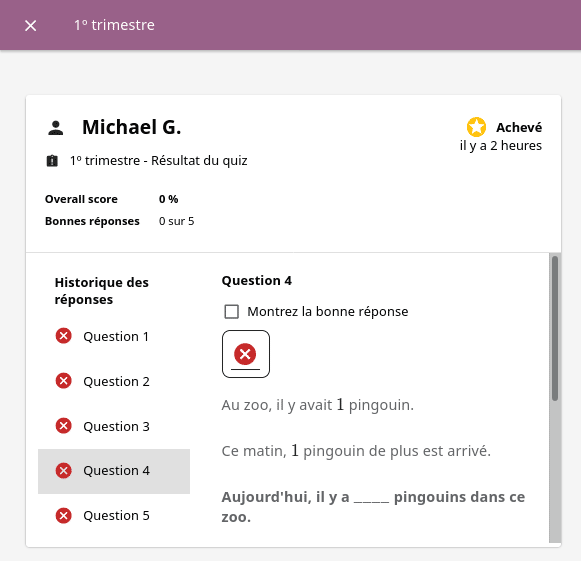 1º trimestre
Michael G.
Achevé
il y a 2 heures
1º trimestre - Résultat du quiz
Overall score 0 %
Bonnes réponses 0 sur 5
Historique des
réponses
Question 1
Question 2
Question 3
Question 4
Question 5
Question 4
Montrez la bonne réponse
Au zoo, il y avait 1 pingouin.
Ce matin, 1 pingouin de plus est arrivé.
Aujourd'hui, il y a ____ pingouins dans ce
zoo.